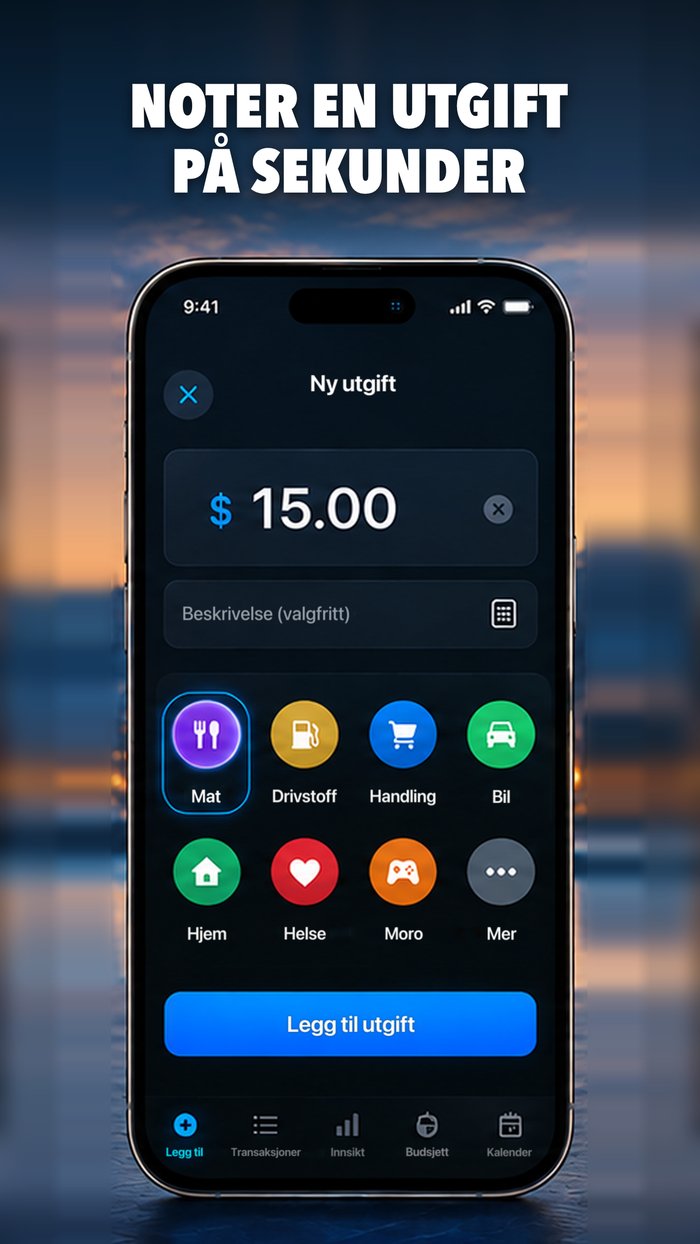 NOTER EN UTGIFT
PÅ SEKUNDER
9:41
Ny utgift
$ 15.00
Beskrivelse (valgfritt)
Mat Drivstoff Handling Bil
Hjem Helse Moro Mer
Legg til utgift
Legg til Transaksjoner Innsikt Budsjett Kalender